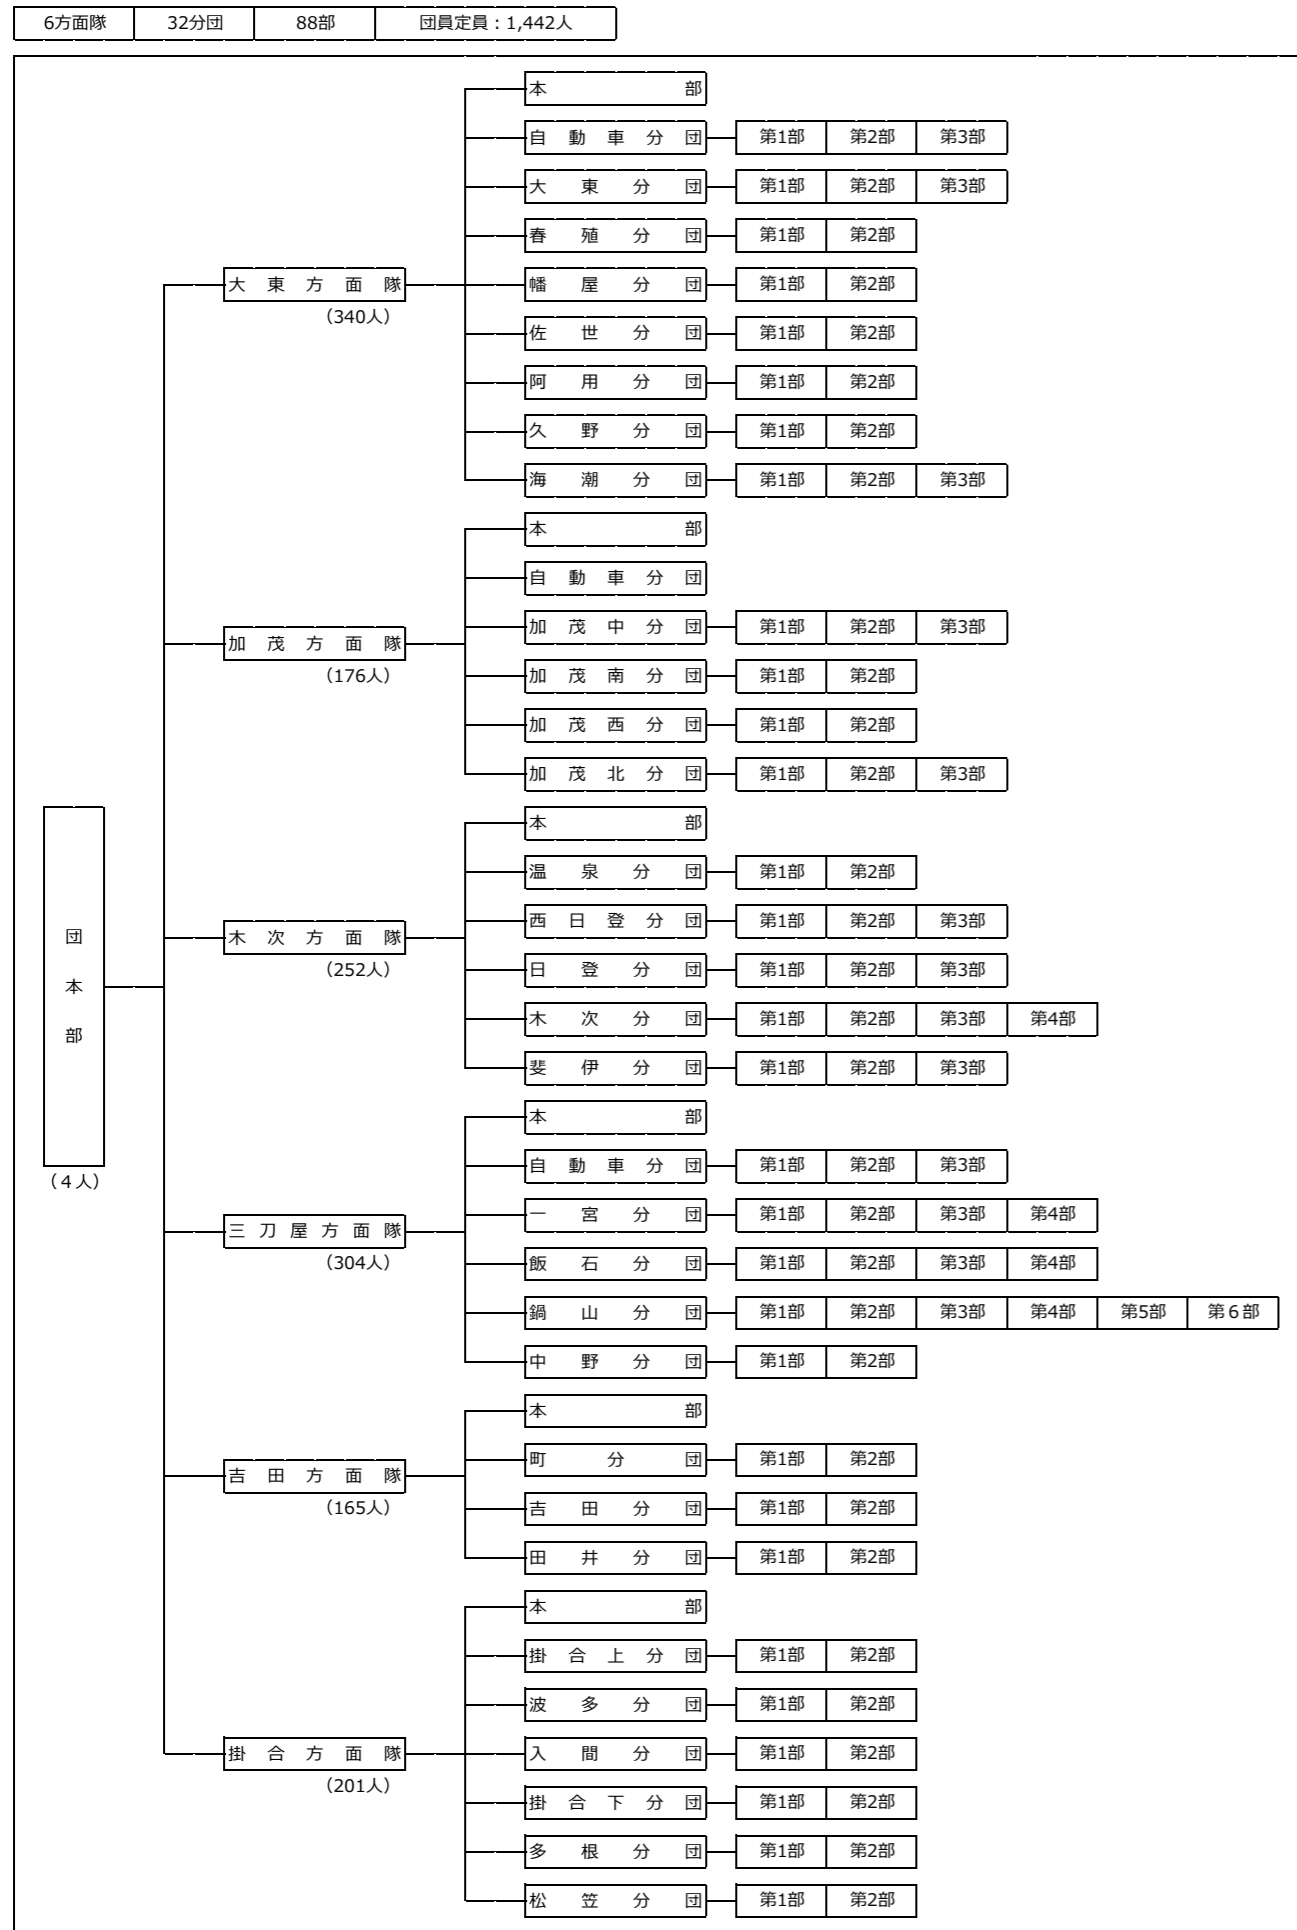 6方面隊 32分団 88部 団員定員：1,442人
団本部
（４人）
大東方面隊
（340人）
本部
自動車分団 第1部 第2部 第3部
大東分団 第1部 第2部 第3部
春殖分団 第1部 第2部
幡屋分団 第1部 第2部
佐世分団 第1部 第2部
阿用分団 第1部 第2部
久野分団 第1部 第2部
海潮分団 第1部 第2部 第3部
加茂方面隊
（176人）
本部
自動車分団
加茂中分団 第1部 第2部 第3部
加茂南分団 第1部 第2部
加茂西分団 第1部 第2部
加茂北分団 第1部 第2部 第3部
木次方面隊
（252人）
本部
温泉分団 第1部 第2部
西日登分団 第1部 第2部 第3部
日登分団 第1部 第2部 第3部
木次分団 第1部 第2部 第3部 第4部
斐伊分団 第1部 第2部 第3部
三刀屋方面隊
（304人）
本部
自動車分団 第1部 第2部 第3部
一宮分団 第1部 第2部 第3部 第4部
飯石分団 第1部 第2部 第3部 第4部
鍋山分団 第1部 第2部 第3部 第4部 第5部 第６部
中野分団 第1部 第2部
吉田方面隊
（165人）
本部
町分団 第1部 第2部
吉田分団 第1部 第2部
田井分団 第1部 第2部
掛合方面隊
（201人）
本部
掛合上分団 第1部 第2部
波多分団 第1部 第2部
入間分団 第1部 第2部
掛合下分団 第1部 第2部
多根分団 第1部 第2部
松笠分団 第1部 第2部